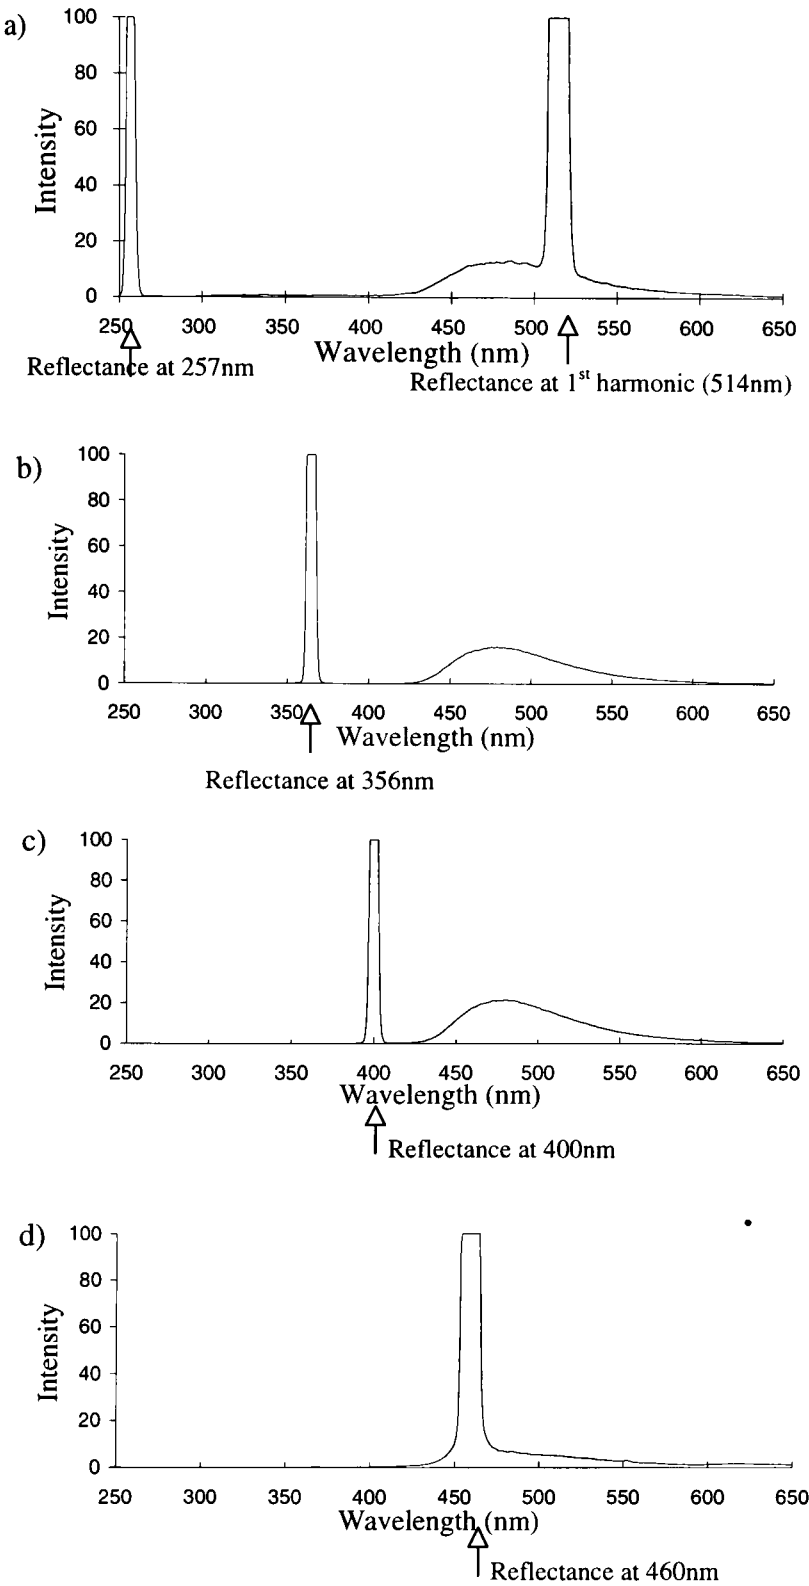 a)
100
80
60
40
20
0
Intensity
250 300 350 400 450 500 550 600 650
Wavelength (nm)
Reflectance at 257nm
Reflectance at 1st harmonic (514nm)
b)
100
80
60
40
20
0
Intensity
250 300 350 400 450 500 550 600 650
Wavelength (nm)
Reflectance at 356nm
c)
100
80
60
40
20
0
Intensity
250 300 350 400 450 500 550 600 650
Wavelength (nm)
Reflectance at 400nm
d)
100
80
60
40
20
0
Intensity
250 300 350 400 450 500 550 600 650
Wavelength (nm)
Reflectance at 460nm